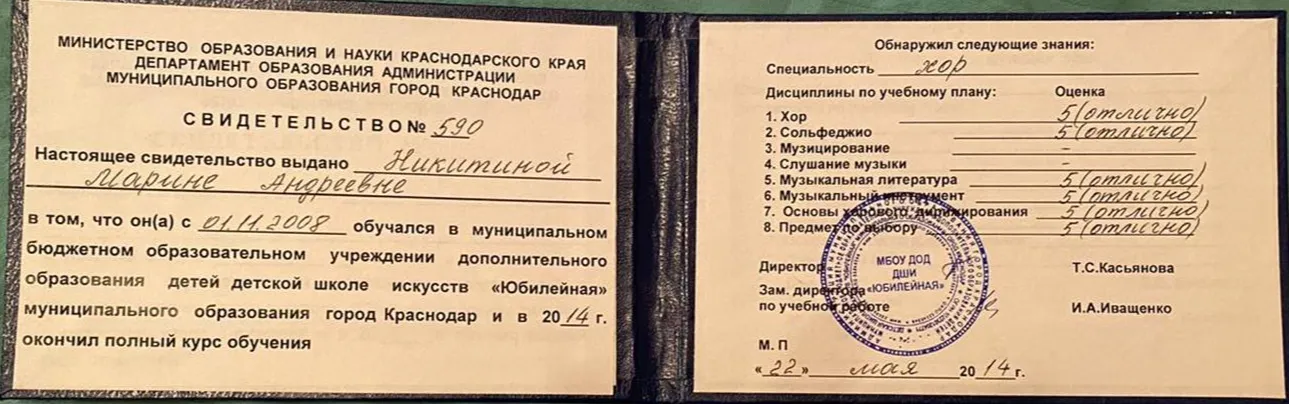 МИНИСТЕРСТВО ОБРАЗОВАНИЯ И НАУКИ КРАСНОДАРСКОГО КРАЯ
ДЕПАРТАМЕНТ ОБРАЗОВАНИЯ АДМИНИСТРАЦИИ
МУНИЦИПАЛЬНОГО ОБРАЗОВАНИЯ ГОРОД КРАСНОДАР
СВИДЕТЕЛЬСТВО № 590
Настоящее свидетельство выдано Никитиной
Марине Андреевне
в том, что он(а) с 01.11.2008 обучался в муниципальном
бюджетном образовательном учреждении дополнительного
образования детей детской школе искусств «Юбилейная»
муниципального образования город Краснодар и в 2014 г.
окончил полный курс обучения
Обнаружил следующие знания:
Специальность хор
Дисциплины по учебному плану: Оценка
1. Хор 5 (отлично)
2. Сольфеджио 5 (отлично)
3. Музицирование –
4. Слушание музыки –
5. Музыкальная литература 5 (отлично)
6. Музыкальный инструмент 5 (отлично)
7. Основы хорового дирижирования 5 (отлично)
8. Предмет по выбору 5 (отлично)
Директор Т.С.Касьянова
Зам. директора
по учебной работе И.А.Иващенко
МБОУ ДОД
ДШИ
«ЮБИЛЕЙНАЯ»
М. П
«22» мая 2014 г.